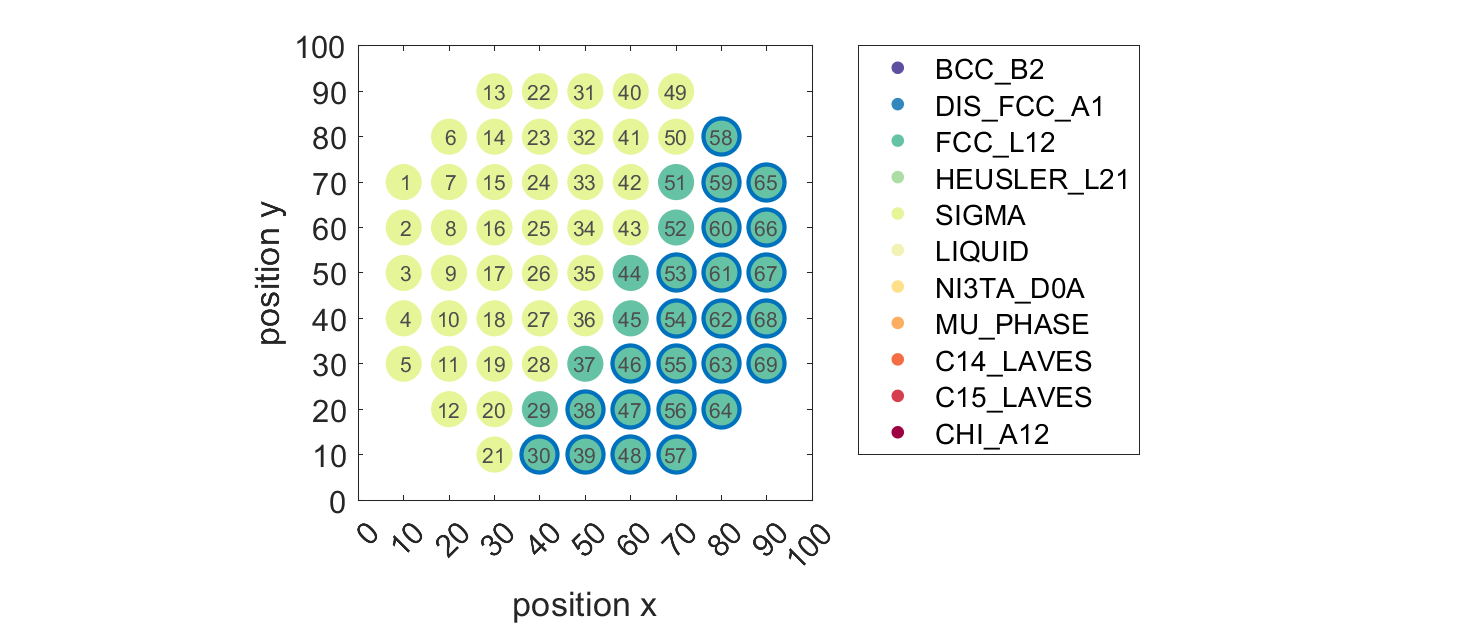 100
90 13 22 31 40 49
80 6 14 23 32 41 50 58
70 1 7 15 24 33 42 51 59 65
60 2 8 16 25 34 43 52 60 66
50 3 9 17 26 35 44 53 61 67
40 4 10 18 27 36 45 54 62 68
30 5 11 19 28 37 46 55 63 69
20 12 20 29 38 47 56 64
10 21 30 39 48 57
0
0 10 20 30 40 50 60 70 80 90 100
position x
position y
BCC_B2
DIS_FCC_A1
FCC_L12
HEUSLER_L21
SIGMA
LIQUID
NI3TA_D0A
MU_PHASE
C14_LAVES
C15_LAVES
CHI_A12